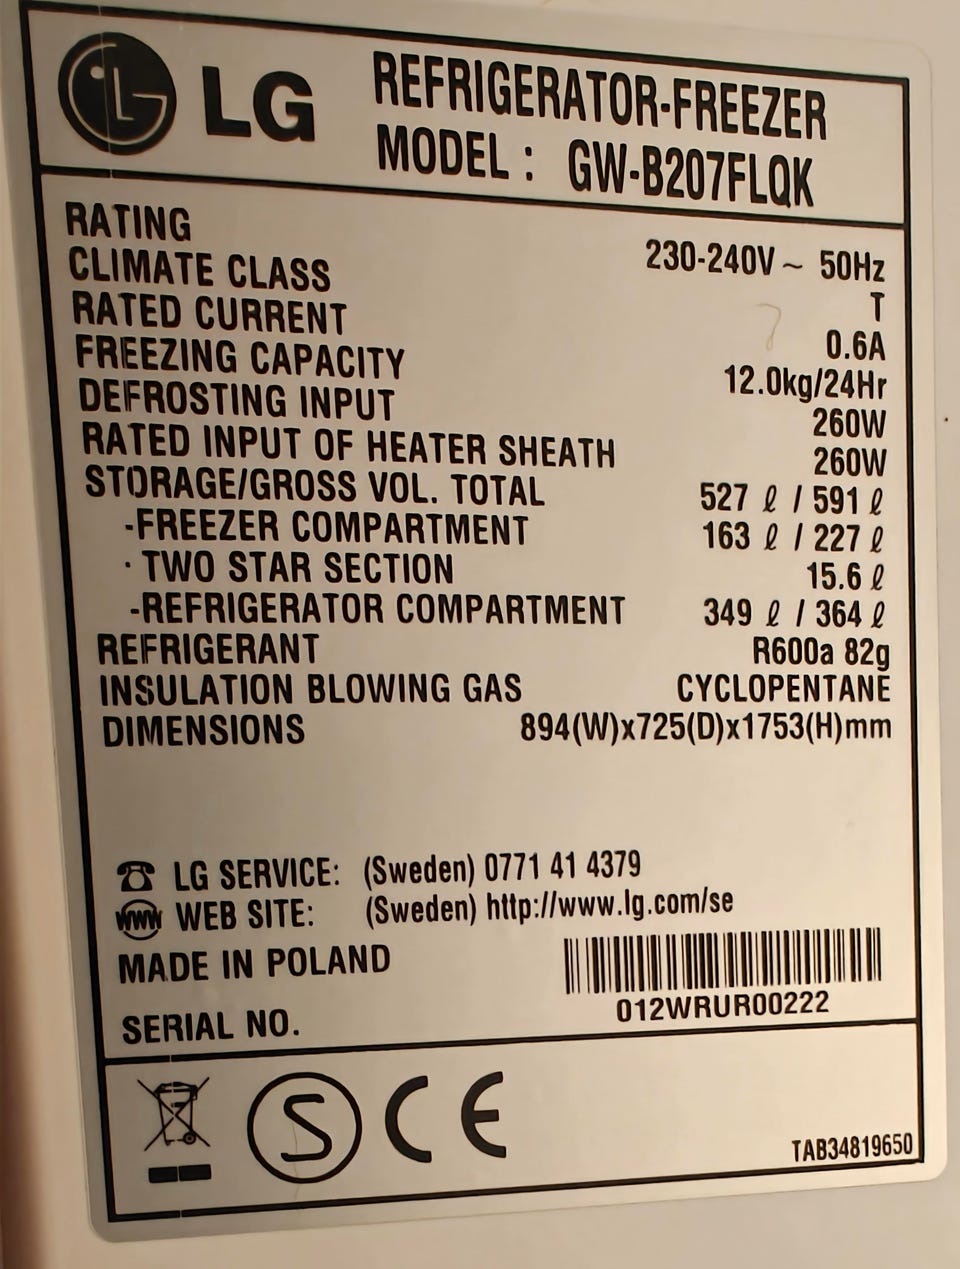 LG REFRIGERATOR-FREEZER
MODEL : GW-B207FLQK
RATING 230-240V ~ 50Hz
CLIMATE CLASS T
RATED CURRENT 0.6A
FREEZING CAPACITY 12.0kg/24Hr
DEFROSTING INPUT 260W
RATED INPUT OF HEATER SHEATH 260W
STORAGE/GROSS VOL. TOTAL 527 ℓ / 591 ℓ
-FREEZER COMPARTMENT 163 ℓ / 227 ℓ
· TWO STAR SECTION 15.6 ℓ
-REFRIGERATOR COMPARTMENT 349 ℓ / 364 ℓ
REFRIGERANT R600a 82g
INSULATION BLOWING GAS CYCLOPENTANE
DIMENSIONS 894(W)x725(D)x1753(H)mm
LG SERVICE: (Sweden) 0771 41 4379
WWW WEB SITE: (Sweden) http://www.lg.com/se
MADE IN POLAND
012WRUR00222
SERIAL NO.
S CE
TAB34819650